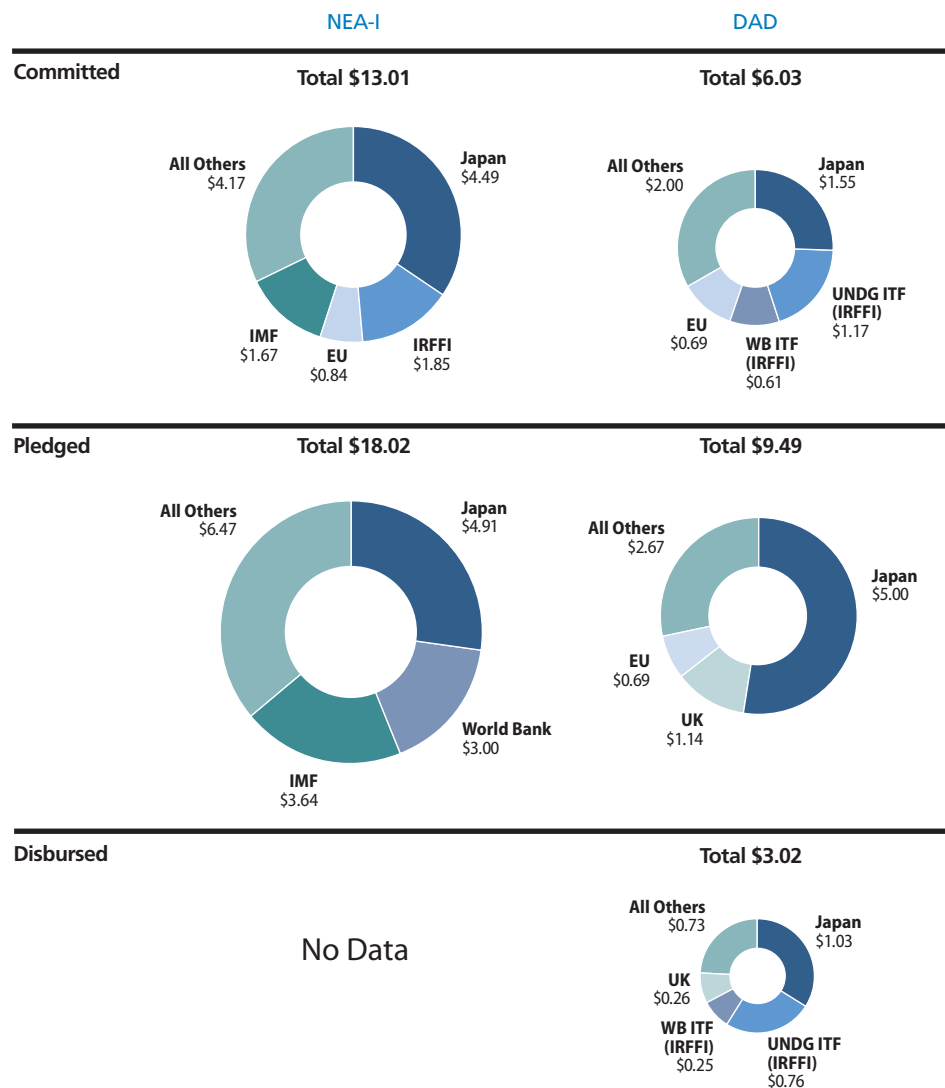 NEA-I
DAD
Committed
Total $13.01
Total $6.03
All Others
$4.17
Japan
$4.49
IMF
$1.67
EU
$0.84
IRFFI
$1.85
All Others
$2.00
Japan
$1.55
EU
$0.69
WB ITF
(IRFFI)
$0.61
UNDG ITF
(IRFFI)
$1.17
Pledged
Total $18.02
Total $9.49
All Others
$6.47
Japan
$4.91
World Bank
$3.00
IMF
$3.64
All Others
$2.67
Japan
$5.00
EU
$0.69
UK
$1.14
Disbursed
Total $3.02
No Data
All Others
$0.73
Japan
$1.03
UK
$0.26
WB ITF
(IRFFI)
$0.25
UNDG ITF
(IRFFI)
$0.76